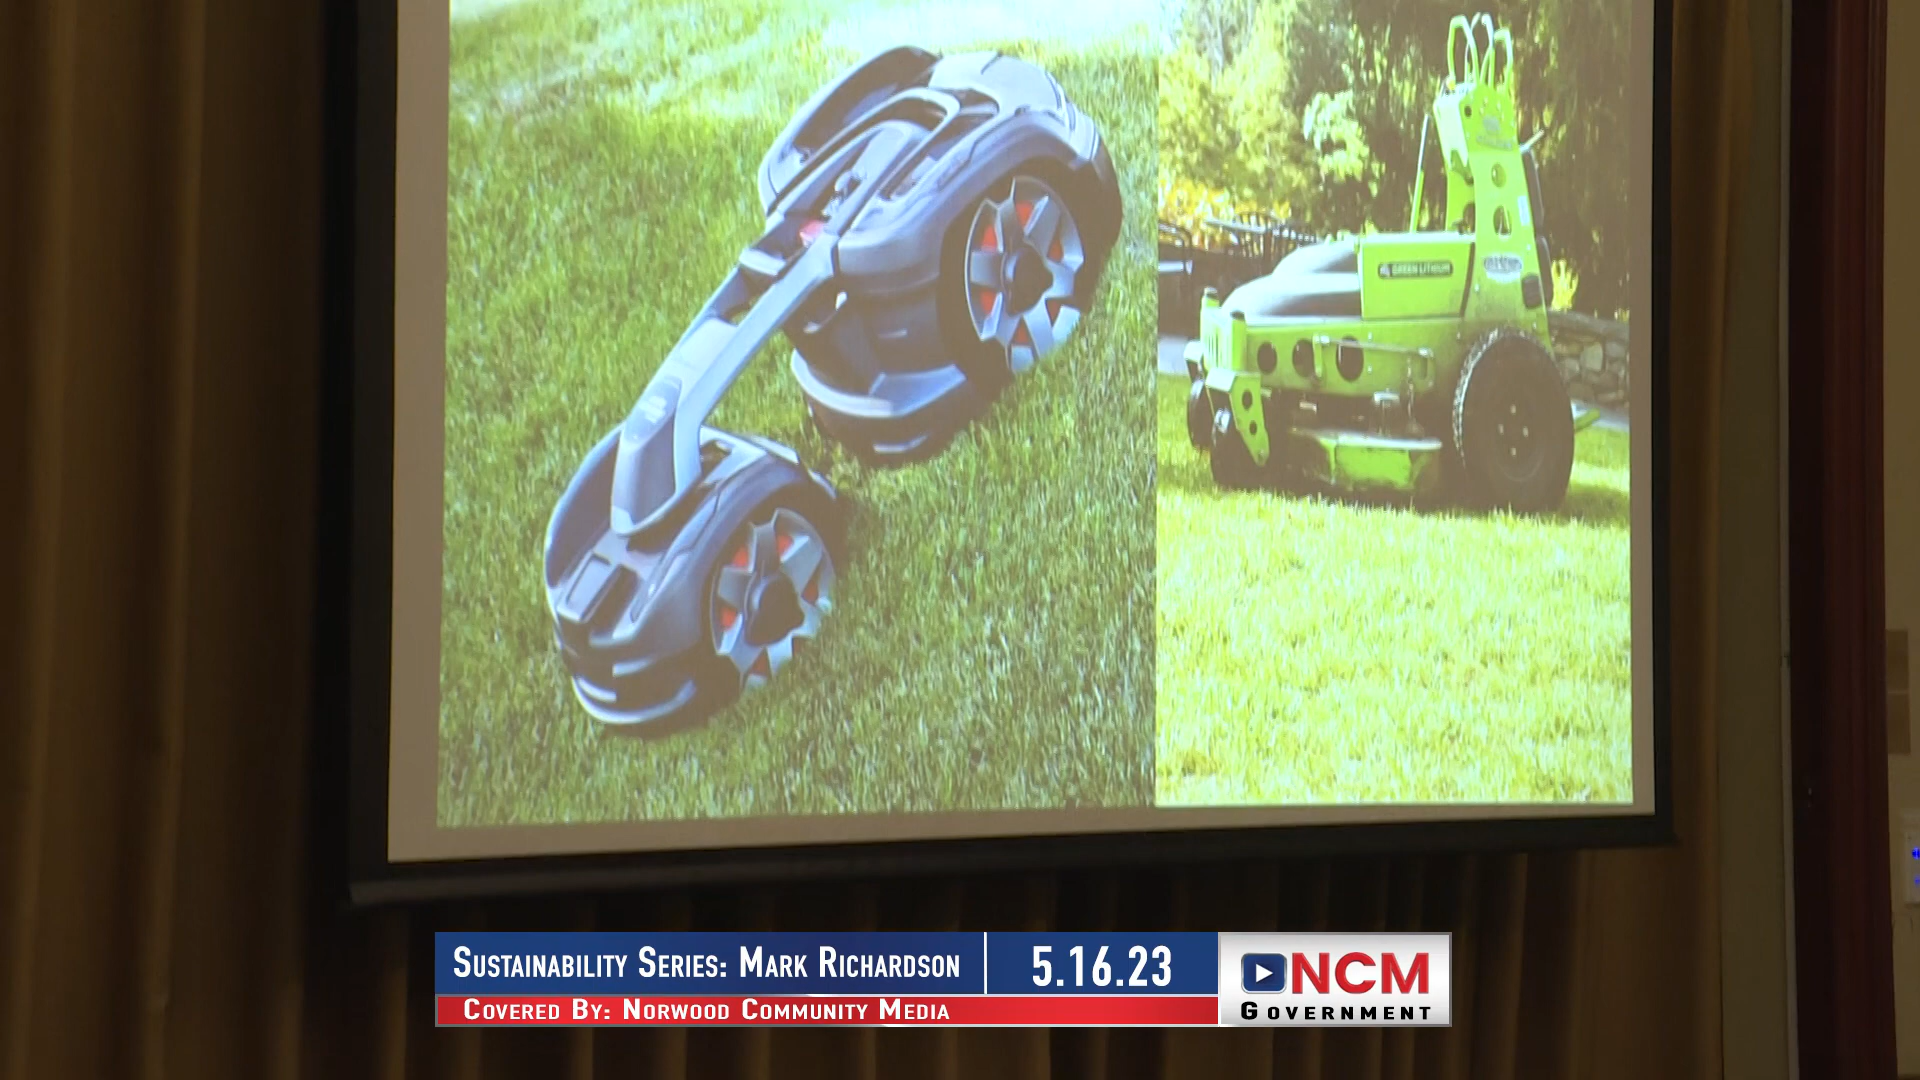 GREEN LITHIUM
SUSTAINABILITY SERIES: MARK RICHARDSON
5.16.23
NCM
GOVERNMENT
COVERED BY: NORWOOD COMMUNITY MEDIA